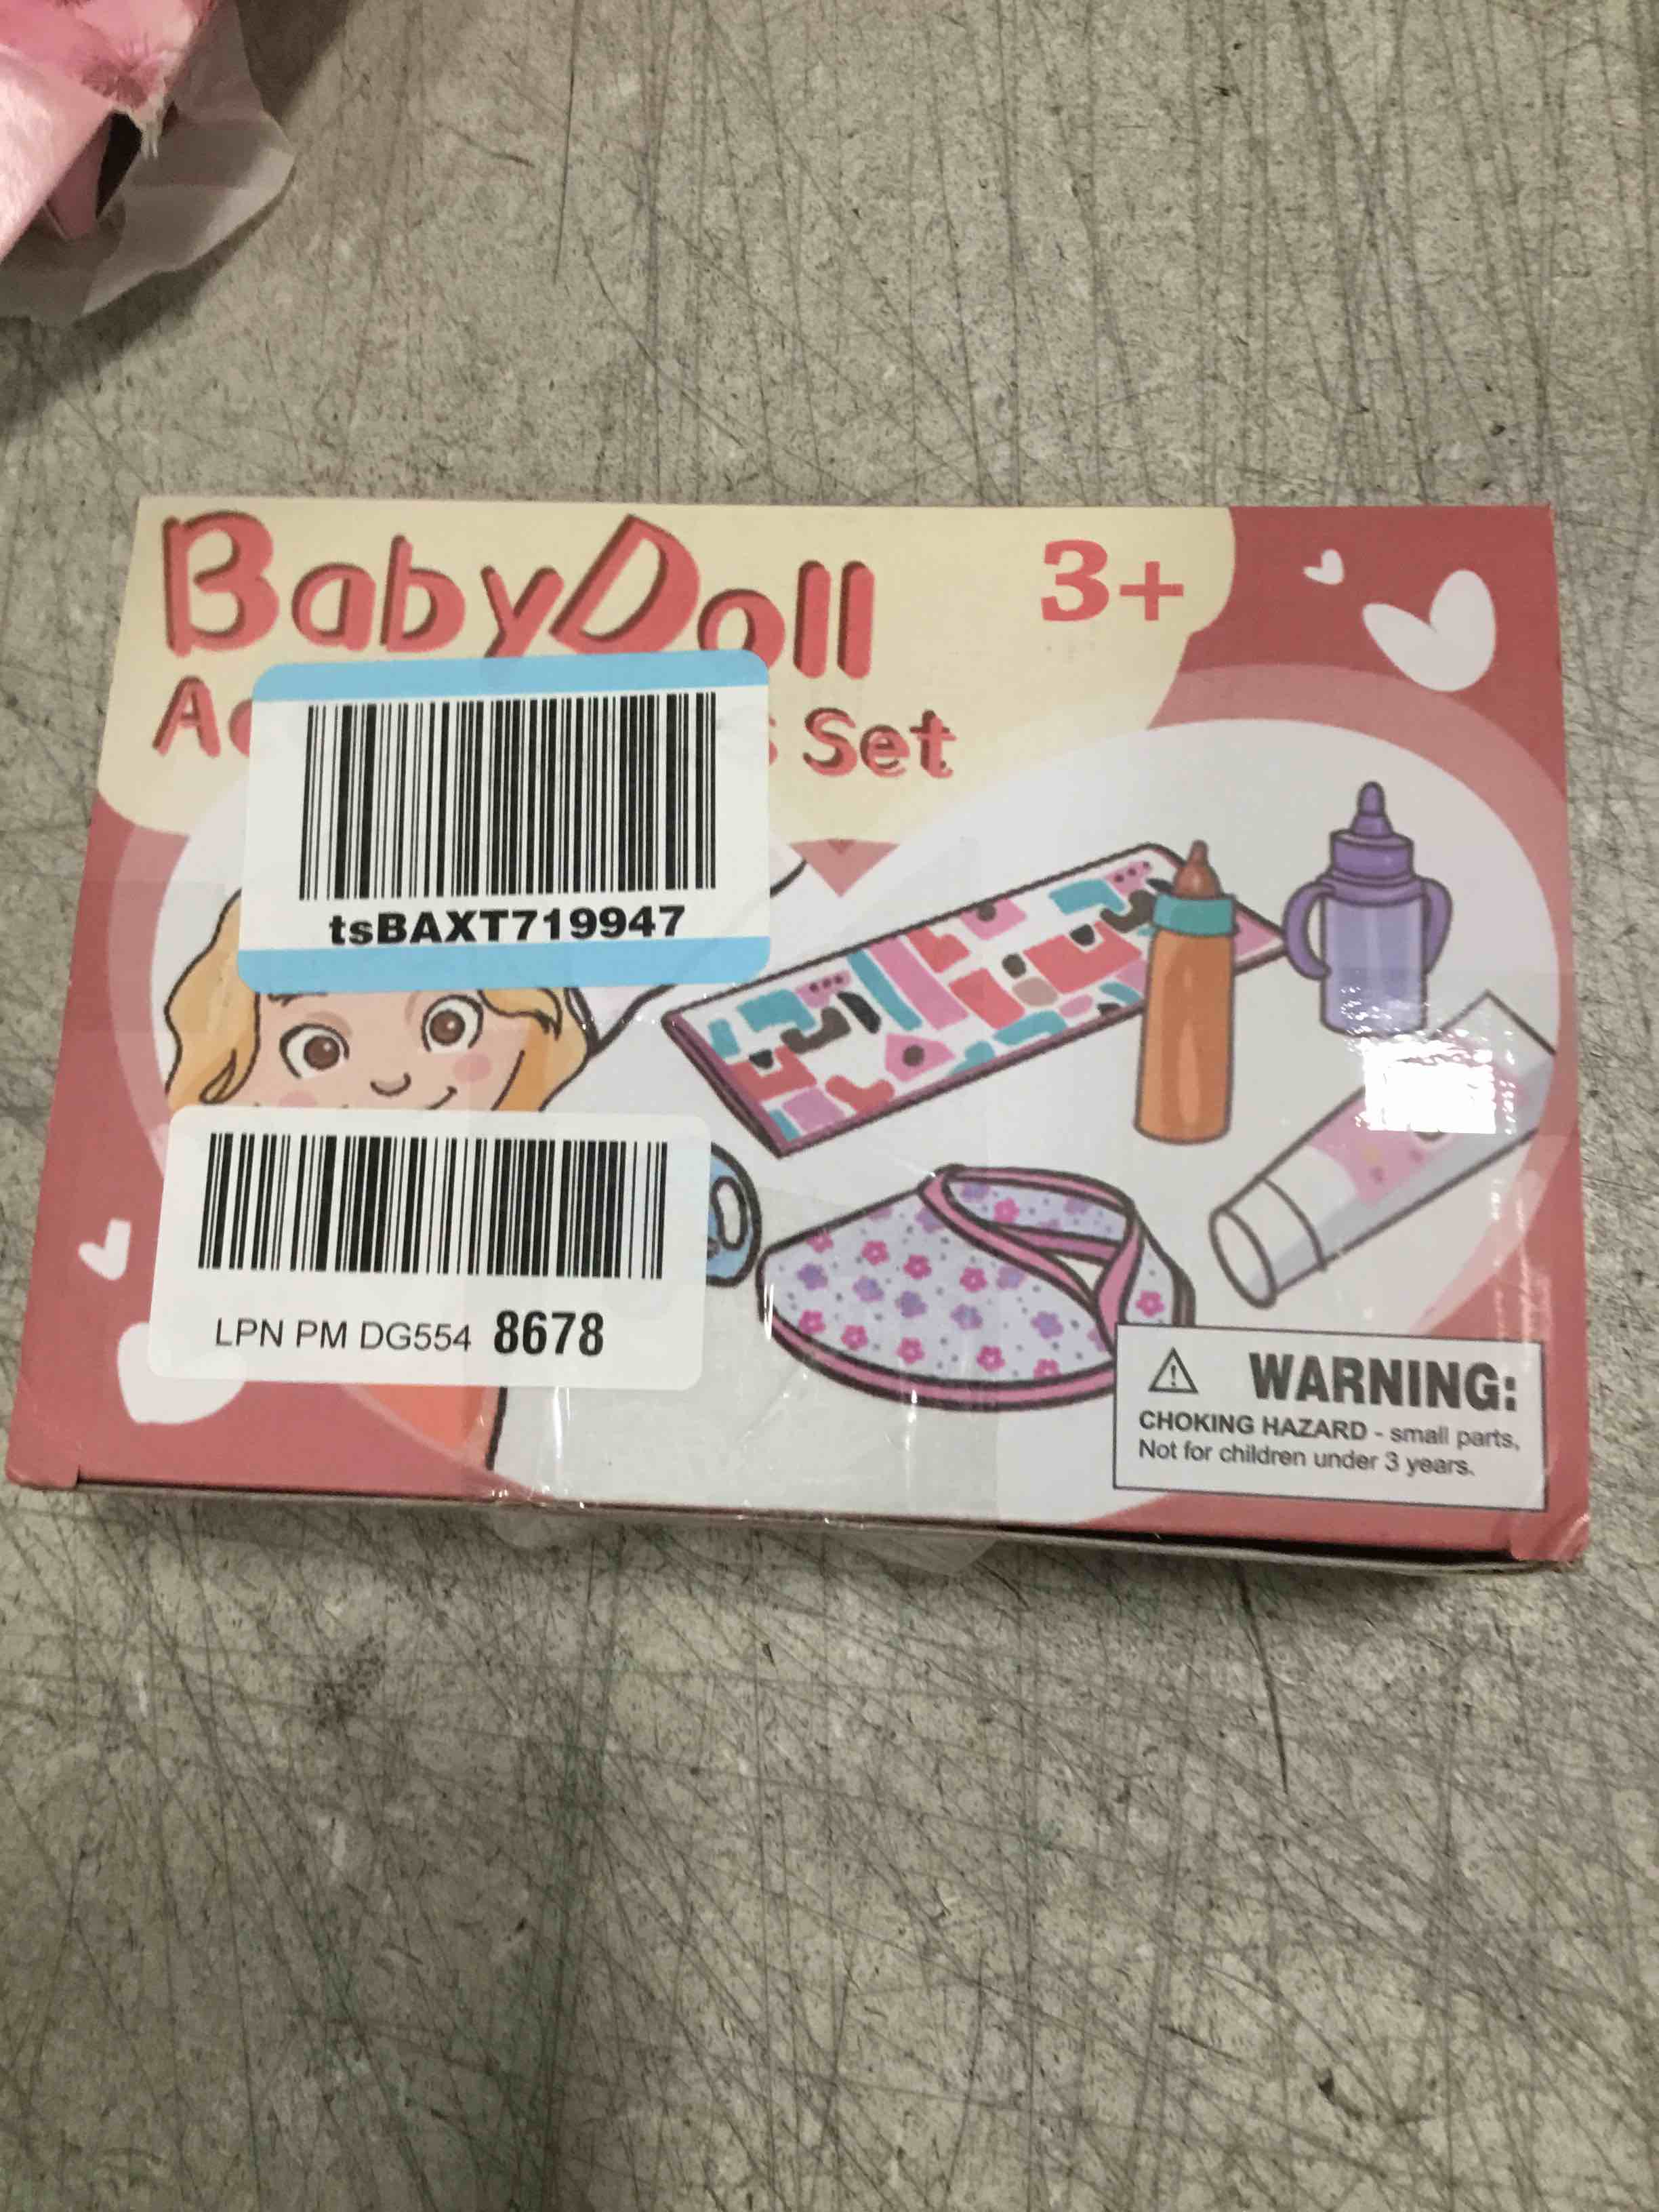 BabyDoll
3+
Set
tsBAXT719947
LPN PM DG554 8678
WARNING:
CHOKING HAZARD - small parts,
Not for children under 3 years.